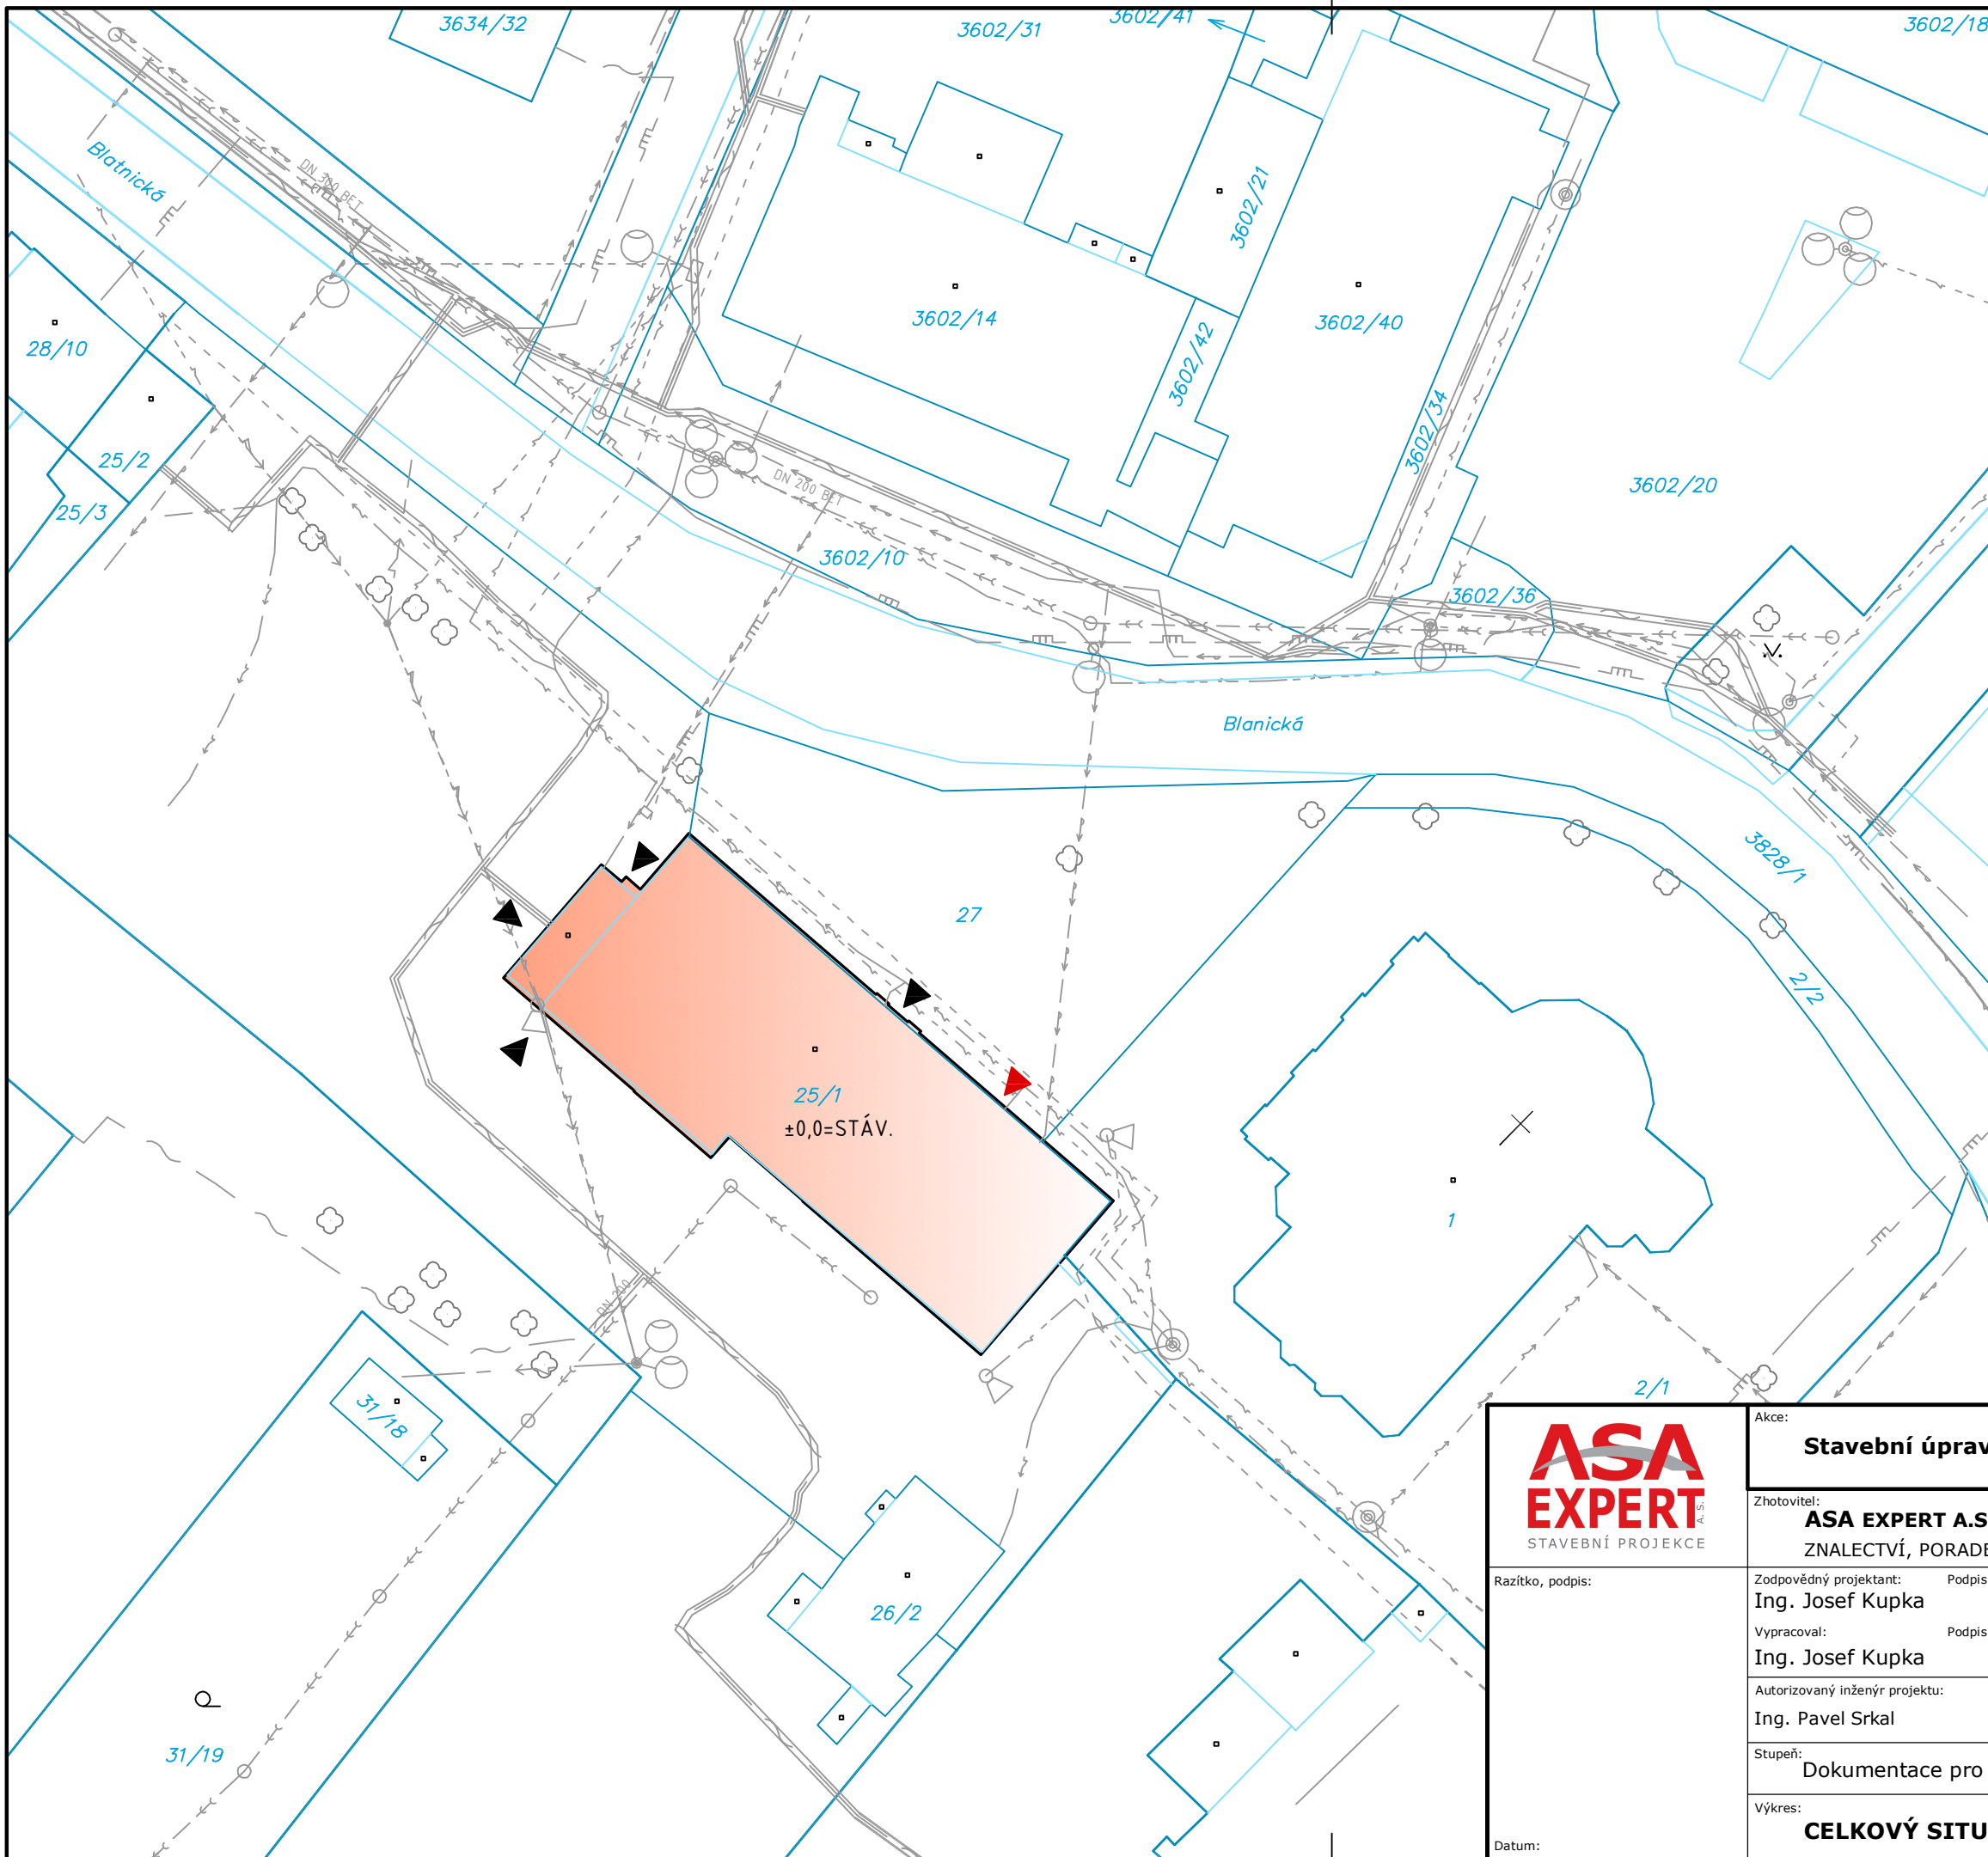 3634/32
3602/31
3602/41
3602/18
Blatnická
DN 300 BET
3602/21
3602/14
3602/40
3602/42
28/10
25/2
25/3
3602/34
3602/20
DN 200 BET
3602/10
3602/36
Blanická
3828/1
27
2/2
25/1
±0,0=STÁV.
1
DN 200
2/1
31/18
26/2
31/19
ASA
EXPERT A.S.
STAVEBNÍ PROJEKCE
Akce:
Stavební úprav
Zhotovitel:
ASA EXPERT A.S
ZNALECTVÍ, PORADE
Razítko, podpis:
Zodpovědný projektant: Podpis
Ing. Josef Kupka
Vypracoval: Podpis
Ing. Josef Kupka
Autorizovaný inženýr projektu:
Ing. Pavel Srkal
Stupeň:
Dokumentace pro
Výkres:
CELKOVÝ SITU
Datum: